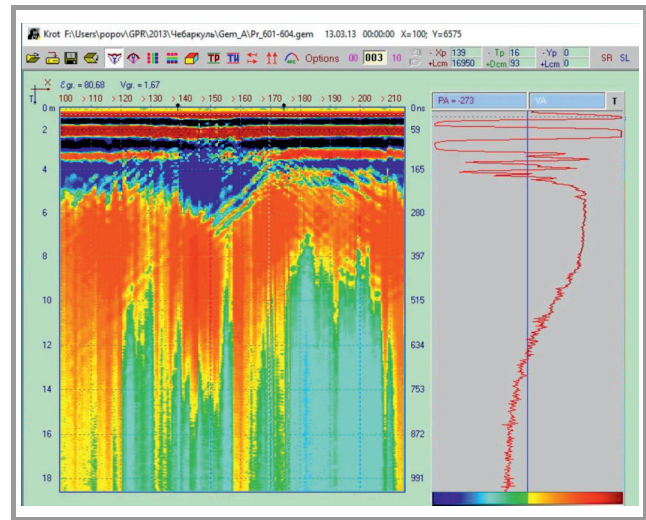 Krot F:\Users\popov\GPR\2013\Чебаркуль\Gem_A\Pr_601-604.gem 13.03.13 00:00:00 X=100; Y=6575
TP TH Options 00 003 10 - Xp 139 - Tp 16 - Yp 0 SR SL
+Lcm 16950 +Dcm 93 +Lcm 0
X Ɛgr. = 80,68 Vgr. = 1,67
T 100 > 110 > 120 > 130 > 140 > 150 > 160 > 170 > 180 > 190 > 200 > 210
PA = -273 VA T
0 m 0 ns
2 59
4 165
6 280
8 397
10 515
12 634
14 753
16 872
18 991